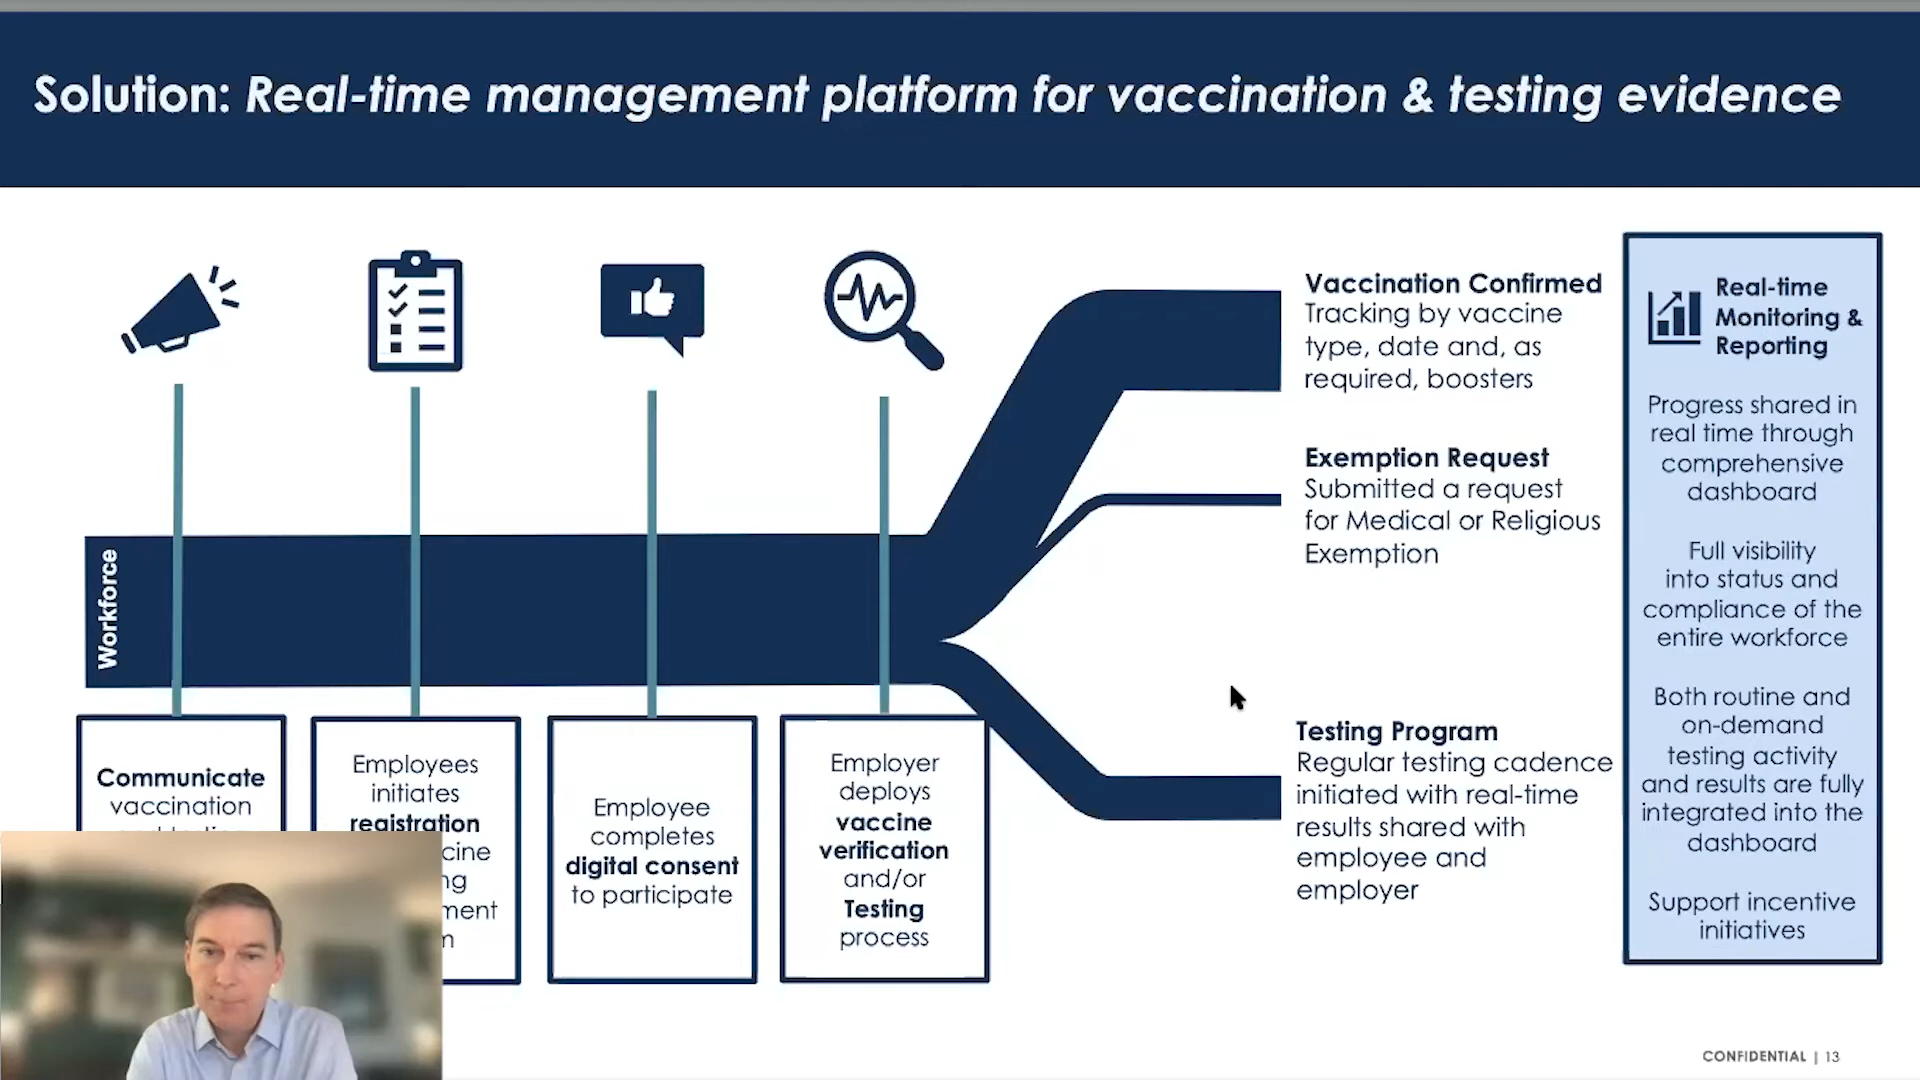 Solution: Real-time management platform for vaccination & testing evidence
Workforce
Communicate
vaccination
Employees
initiates
registration
Employee
completes
digital consent
to participate
Employer
deploys
vaccine
verification
and/or
Testing
process
Vaccination Confirmed
Tracking by vaccine
type, date and, as
required, boosters
Exemption Request
Submitted a request
for Medical or Religious
Exemption
Testing Program
Regular testing cadence
initiated with real-time
results shared with
employee and
employer
Real-time
Monitoring &
Reporting
Progress shared in
real time through
comprehensive
dashboard
Full visibility
into status and
compliance of the
entire workforce
Both routine and
on-demand
testing activity
and results are fully
integrated into the
dashboard
Support incentive
initiatives
CONFIDENTIAL | 13